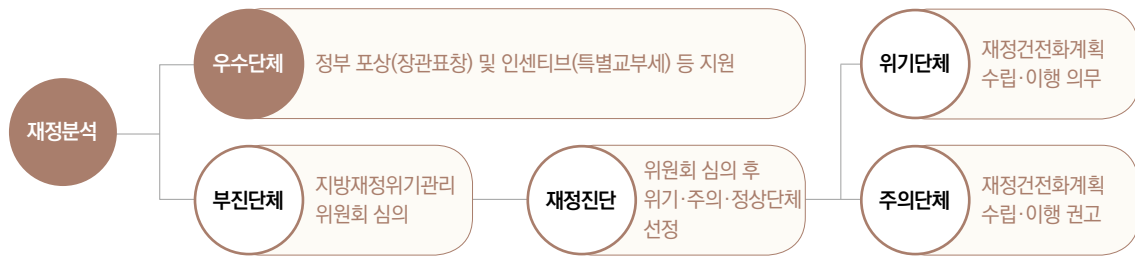 재정분석
우수단체
정부 포상(장관표창) 및 인센티브(특별교부세) 등 지원
부진단체
지방재정위기관리
위원회 심의
재정진단
위원회 심의 후
위기·주의·정상단체
선정
위기단체
재정건전화계획
수립·이행 의무
주의단체
재정건전화계획
수립·이행 권고